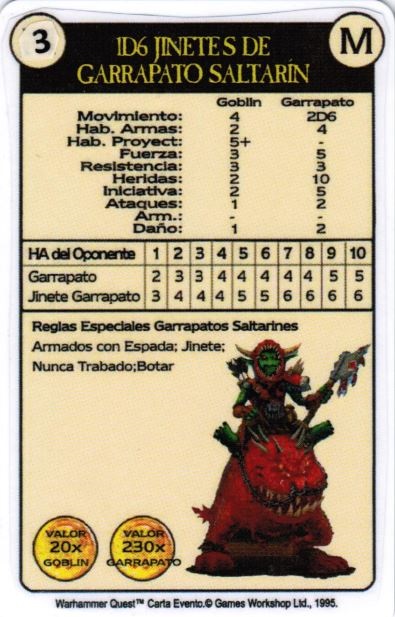 3
M
1D6 JINETES DE
GARRAPATO SALTARÍN
Goblin Garrapato
Movimiento: 4 2D6
Hab. Armas: 2 4
Hab. Proyect: 5+ -
Fuerza: 3 5
Resistencia: 3 3
Heridas: 2 10
Iniciativa: 2 5
Ataques: 1 2
Arm.: - -
Daño: 1 2
HA del Oponente 1 2 3 4 5 6 7 8 9 10
Garrapato 2 3 3 4 4 4 4 4 5 5
Jinete Garrapato 3 4 4 4 5 5 6 6 6 6
Reglas Especiales Garrapatos Saltarines
Armados con Espada; Jinete;
Nunca Trabado;Botar
VALOR
20x
GOBLIN
VALOR
230x
GARRAPATO
Warhammer Quest™ Carta Evento.© Games Workshop Ltd., 1995.